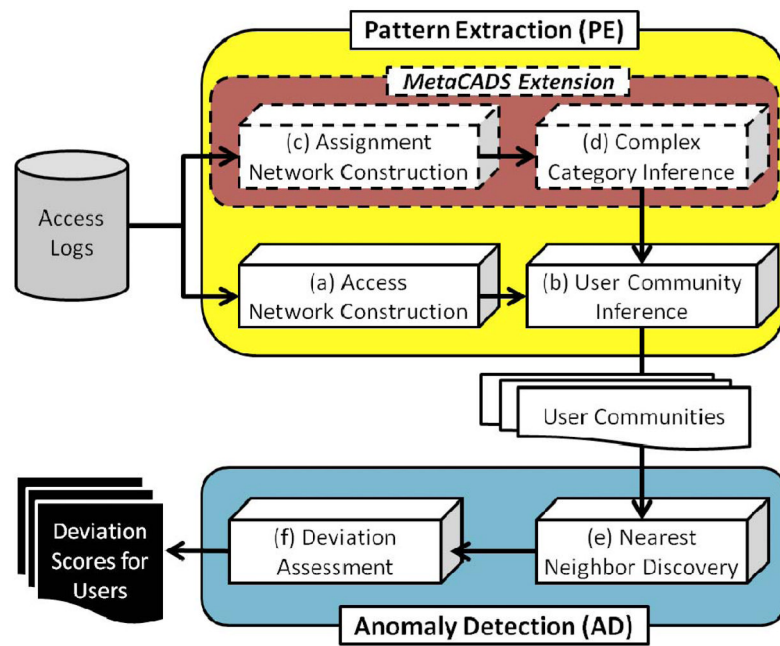 Pattern Extraction (PE)
MetaCADS Extension
(c) Assignment
Network Construction
(d) Complex
Category Inference
Access
Logs
(a) Access
Network Construction
(b) User Community
Inference
User Communities
Deviation
Scores for
Users
(f) Deviation
Assessment
(e) Nearest
Neighbor Discovery
Anomaly Detection (AD)